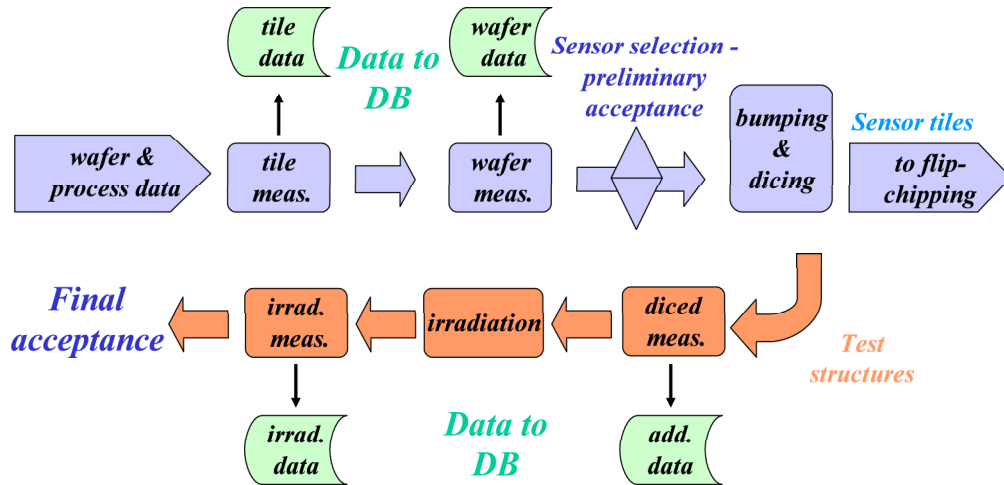 tile
data
Data to
DB
wafer
data
Sensor selection -
preliminary
acceptance
wafer &
process data
tile
meas.
wafer
meas.
bumping
&
dicing
Sensor tiles
to flip-
chipping
Final
acceptance
irrad.
meas.
irradiation
diced
meas.
Test
structures
irrad.
data
Data to
DB
add.
data